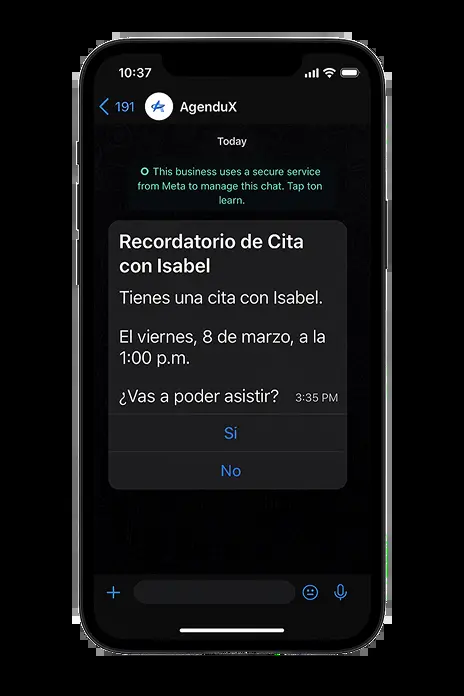 10:37
191 AgenduX
Today
This business uses a secure service
from Meta to manage this chat. Tap ton
learn.
Recordatorio de Cita
con Isabel
Tienes una cita con Isabel.
El viernes, 8 de marzo, a la
1:00 p.m.
¿Vas a poder asistir? 3:35 PM
Si
No